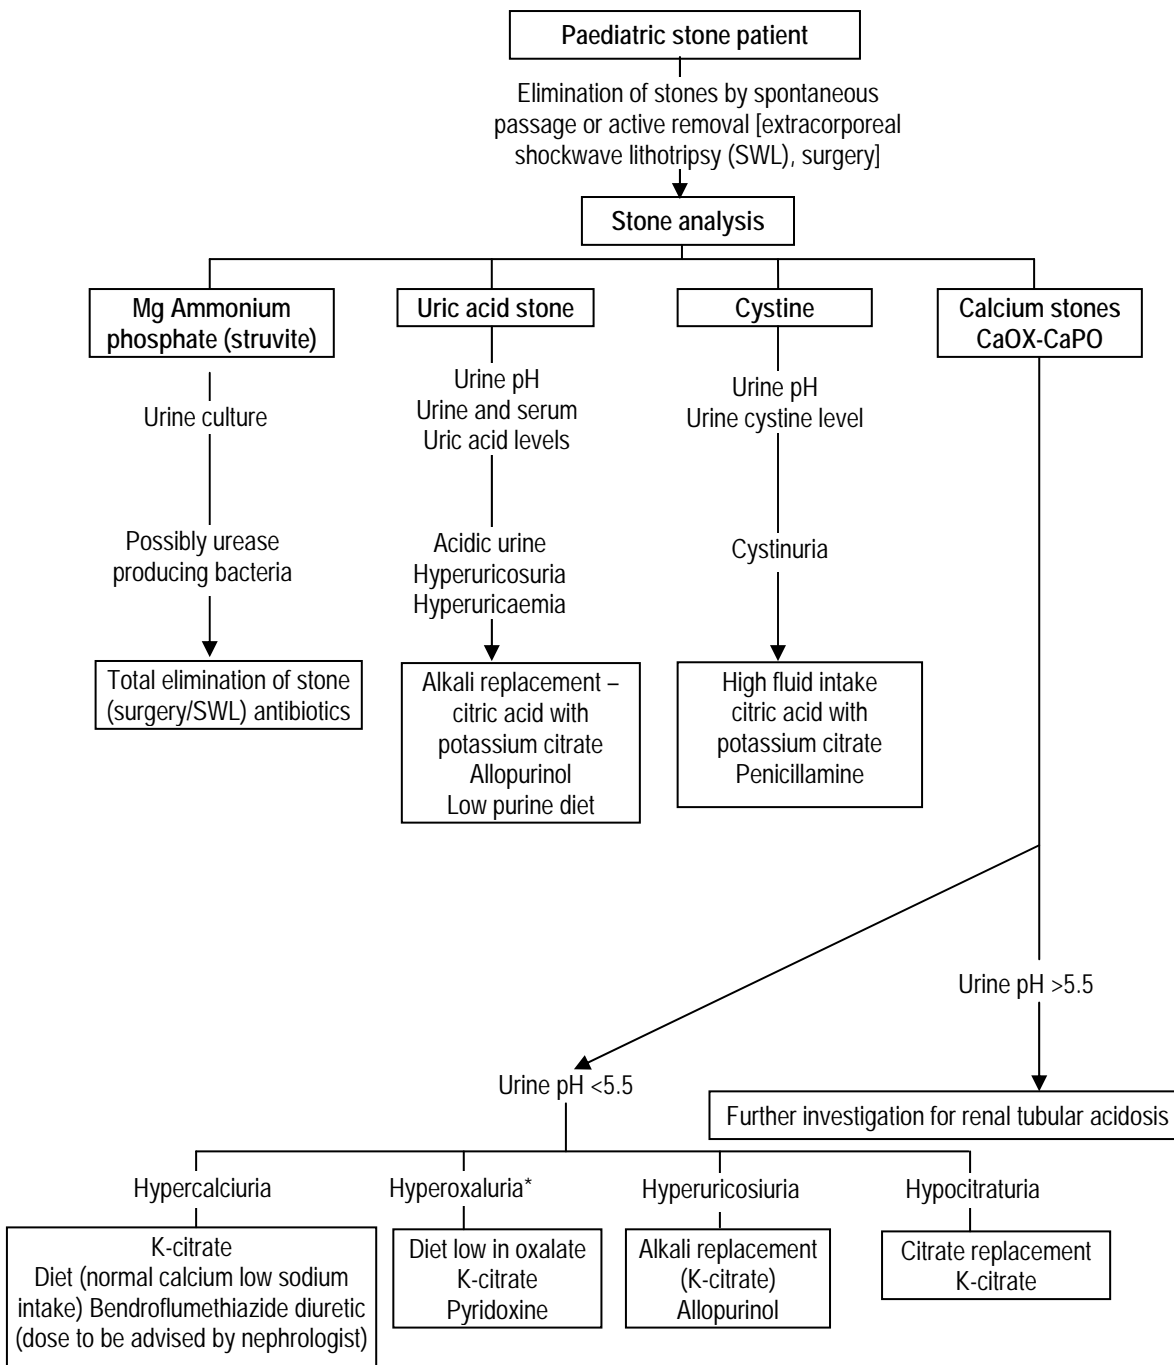 Paediatric stone patient
Elimination of stones by spontaneous
passage or active removal [extracorporeal
shockwave lithotripsy (SWL), surgery]
Stone analysis
Mg Ammonium
phosphate (struvite)
Urine culture
Possibly urease
producing bacteria
Total elimination of stone
(surgery/SWL) antibiotics
Uric acid stone
Urine pH
Urine and serum
Uric acid levels
Acidic urine
Hyperuricosuria
Hyperuricaemia
Alkali replacement –
citric acid with
potassium citrate
Allopurinol
Low purine diet
Cystine
Urine pH
Urine cystine level
Cystinuria
High fluid intake
citric acid with
potassium citrate
Penicillamine
Calcium stones
CaOX-CaPO
Urine pH >5.5
Further investigation for renal tubular acidosis
Urine pH <5.5
Hypercalciuria
K-citrate
Diet (normal calcium low sodium
intake) Bendroflumethiazide diuretic
(dose to be advised by nephrologist)
Hyperoxaluria*
Diet low in oxalate
K-citrate
Pyridoxine
Hyperuricosiuria
Alkali replacement
(K-citrate)
Allopurinol
Hypocitraturia
Citrate replacement
K-citrate